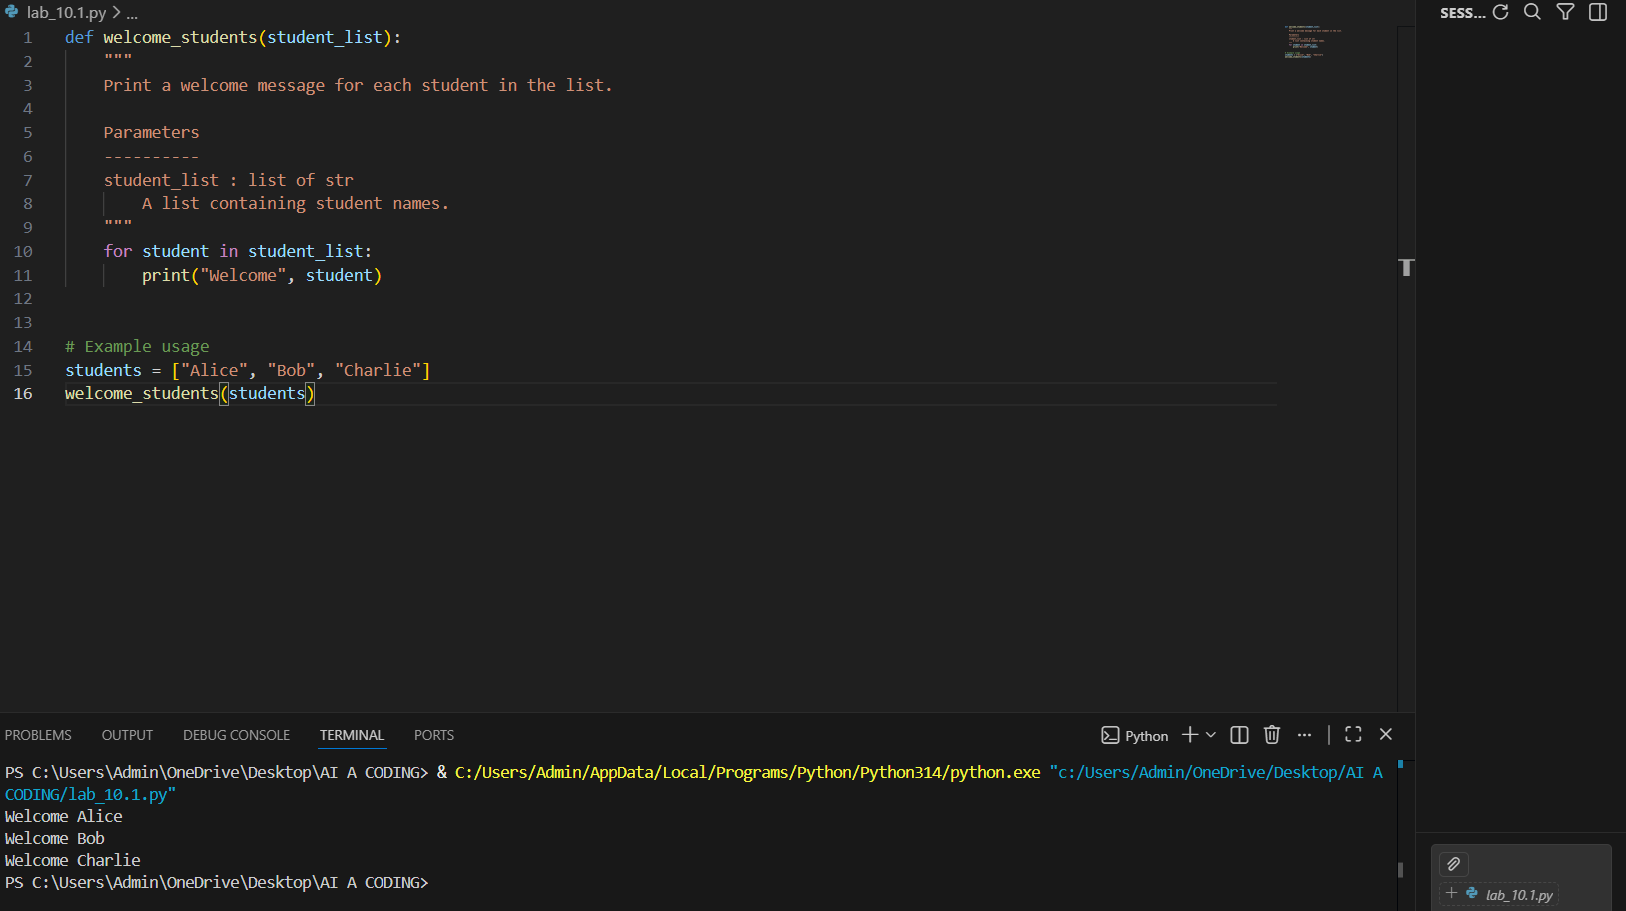 lab_10.1.py > ...
SESS...
1 def welcome_students(student_list):
2     """
3     Print a welcome message for each student in the list.
4
5     Parameters
6     ----------
7     student_list : list of str
8         A list containing student names.
9     """
10     for student in student_list:
11         print("Welcome", student)
12
13
14 # Example usage
15 students = ["Alice", "Bob", "Charlie"]
16 welcome_students(students)
PROBLEMS OUTPUT DEBUG CONSOLE TERMINAL PORTS
Python
PS C:\Users\Admin\OneDrive\Desktop\AI A CODING> & C:/Users/Admin/AppData/Local/Programs/Python/Python314/python.exe "c:/Users/Admin/OneDrive/Desktop/AI A
CODING/lab_10.1.py"
Welcome Alice
Welcome Bob
Welcome Charlie
PS C:\Users\Admin\OneDrive\Desktop\AI A CODING>
lab_10.1.py